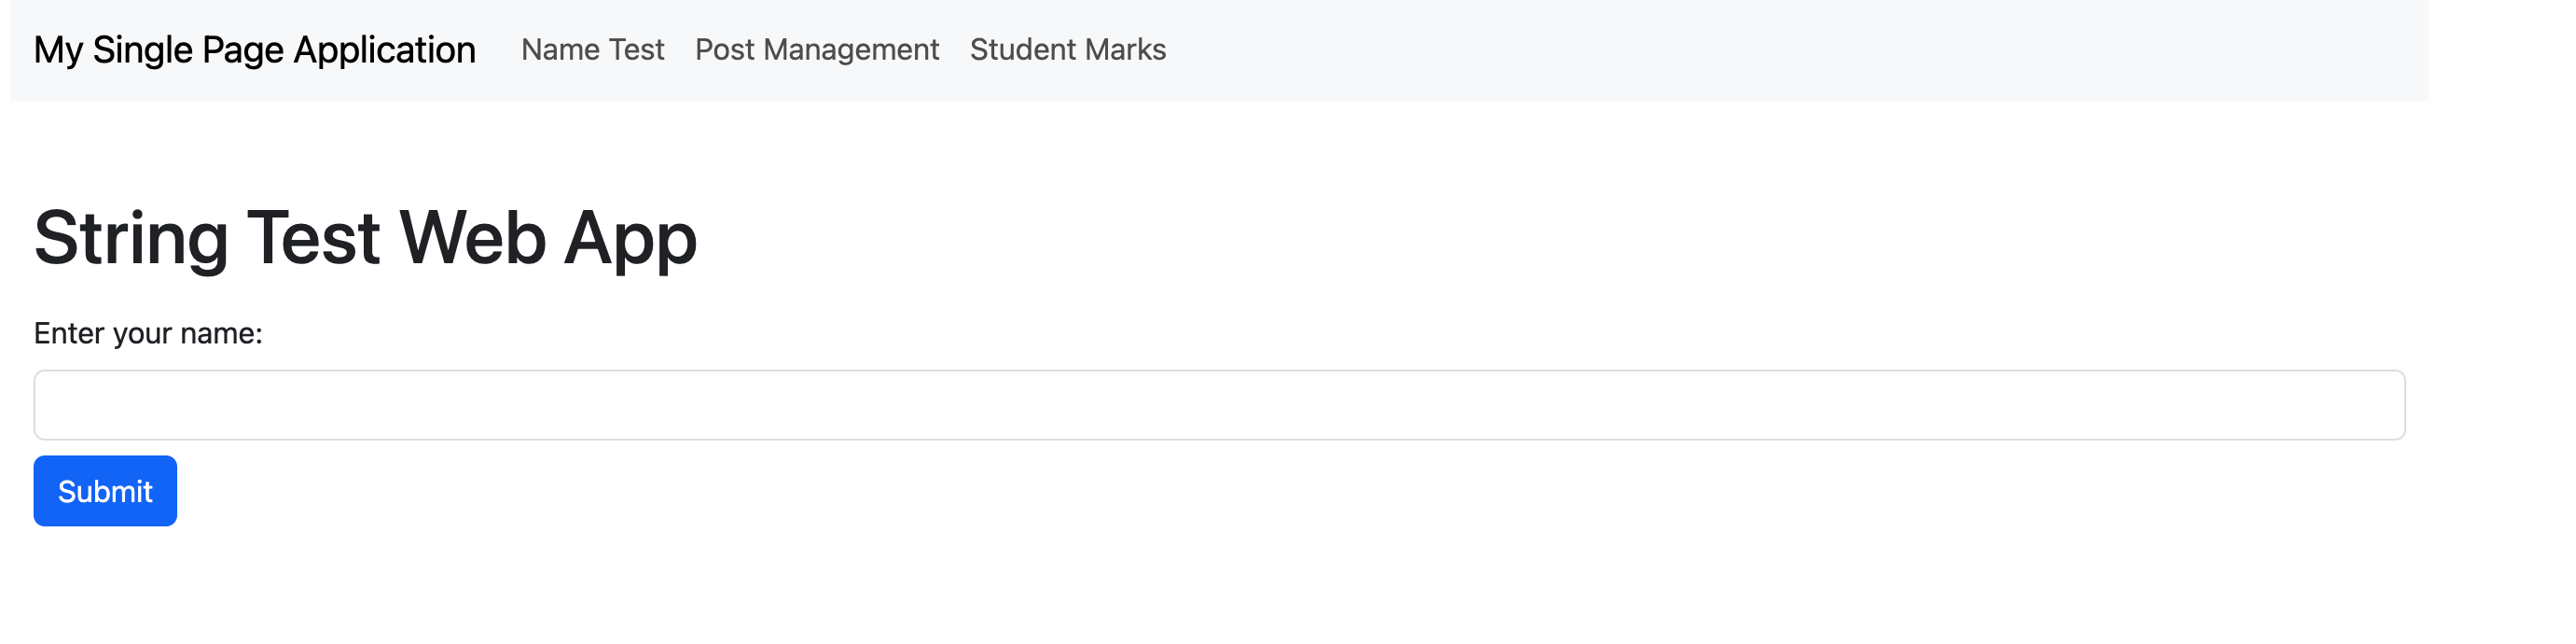 My Single Page Application Name Test Post Management Student Marks
String Test Web App
Enter your name:
Submit